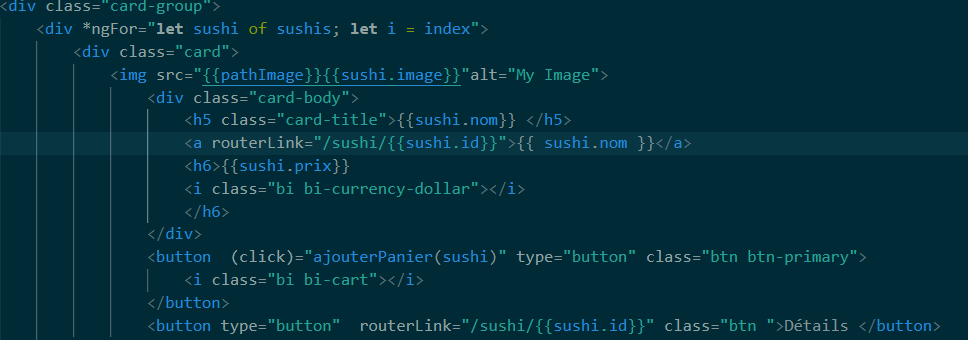 <div class="card-group">
<div *ngFor="let sushi of sushis; let i = index">
<div class="card">
<img src="{{pathImage}}{{sushi.image}}"alt="My Image">
<div class="card-body">
<h5 class="card-title">{{sushi.nom}} </h5>
<a routerLink="/sushi/{{sushi.id}}">{{ sushi.nom }}</a>
<h6>{{sushi.prix}}
<i class="bi bi-currency-dollar"></i>
</h6>
</div>
<button  (click)="ajouterPanier(sushi)" type="button" class="btn btn-primary">
<i class="bi bi-cart"></i>
</button>
<button type="button"  routerLink="/sushi/{{sushi.id}}" class="btn ">Détails </button>